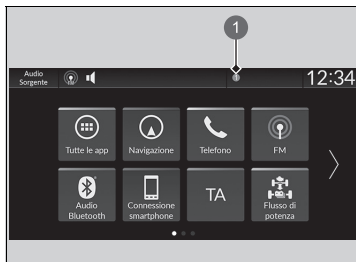 1
Audio
Sorgente
12:34
Tutte le app
Navigazione
Telefono
FM
Audio
Bluetooth
Connessione
smartphone
TA
Flusso di
potenza